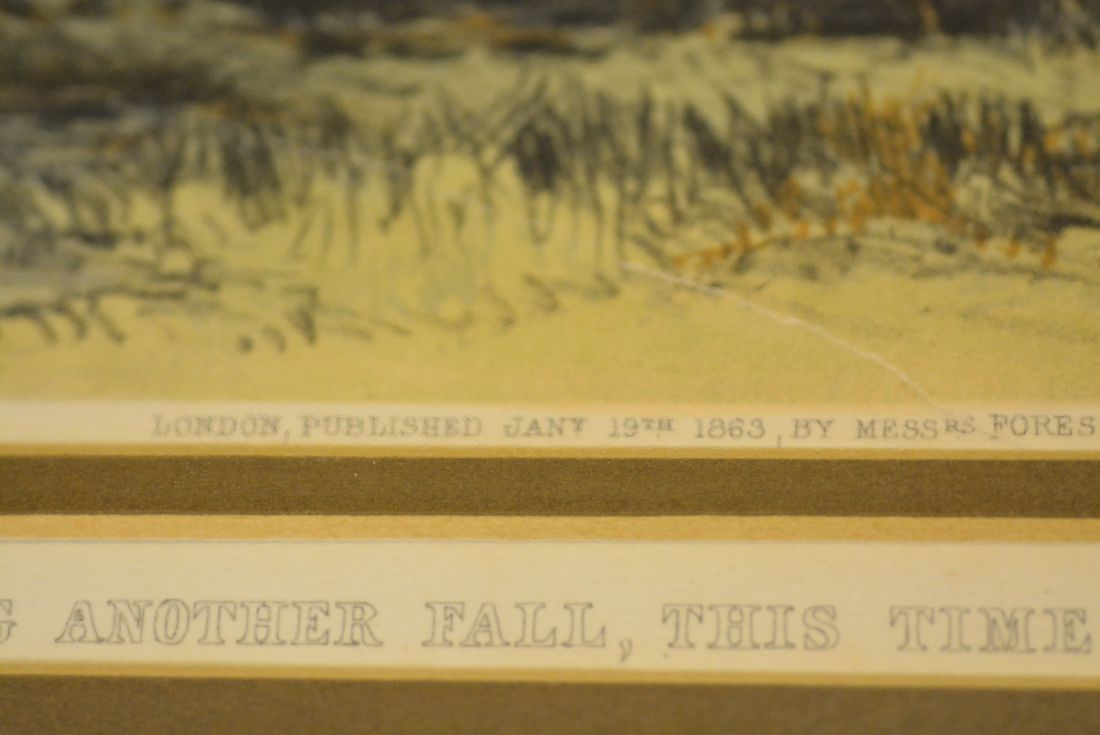 LONDON, PUBLISHED JANY 19TH 1863, BY MESSRS FORES
G ANOTHER FALL, THIS TIME